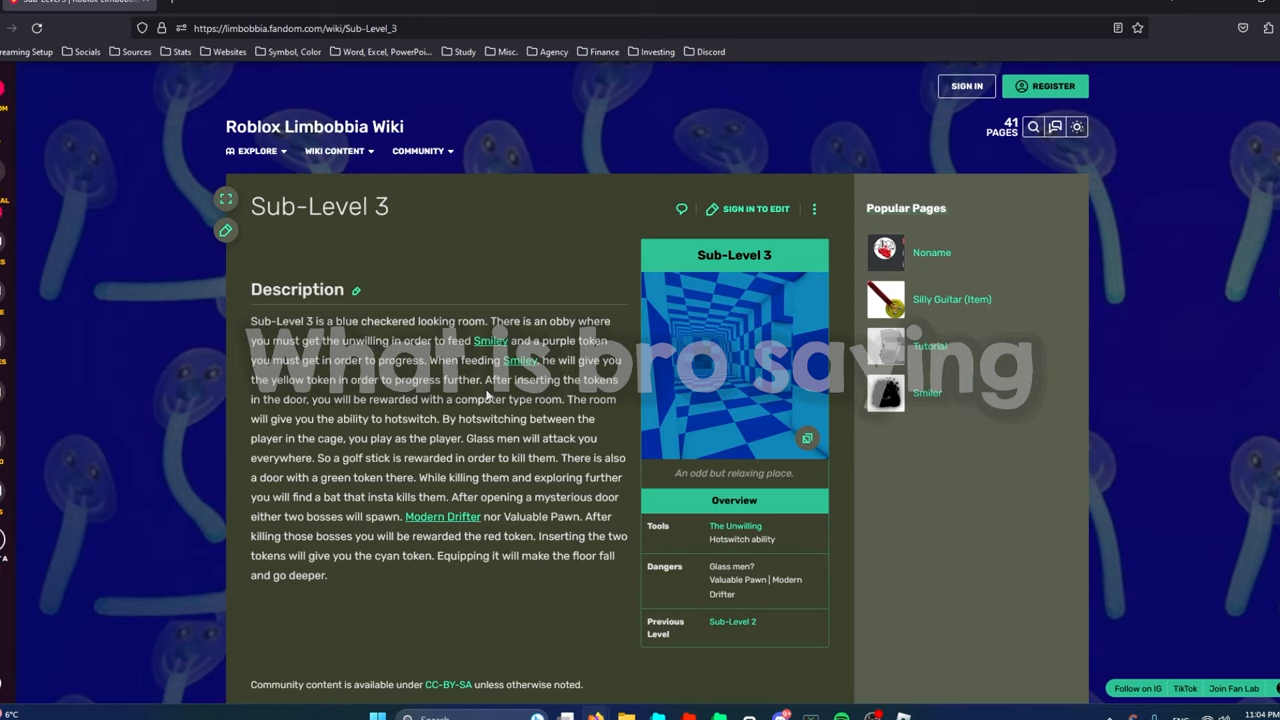 Sub-Level 3 | Roblox Limbobbi
https://limbobbia.fandom.com/wiki/Sub-Level_3
reaming Setup Socials Sources Stats Websites Symbol, Color Word, Excel, PowerPoi... Study Misc. Agency Finance Investing Discord
SIGN IN REGISTER
Roblox Limbobbia Wiki
41 PAGES
EXPLORE WIKI CONTENT COMMUNITY
Sub-Level 3
SIGN IN TO EDIT
Popular Pages
Noname
Silly Guitar (Item)
Tutorial
Smiler
Description
Sub-Level 3 is a blue checkered looking room. There is an obby where
you must get the unwilling in order to feed Smiley and a purple token
you must get in order to progress. When feeding Smiley, he will give you
the yellow token in order to progress further. After inserting the tokens
in the door, you will be rewarded with a computer type room. The room
will give you the ability to hotswitch. By hotswitching between the
player in the cage, you play as the player. Glass men will attack you
everywhere. So a golf stick is rewarded in order to kill them. There is also
a door with a green token there. While killing them and exploring further
you will find a bat that insta kills them. After opening a mysterious door
either two bosses will spawn. Modern Drifter nor Valuable Pawn. After
killing those bosses you will be rewarded the red token. Inserting the two
tokens will give you the cyan token. Equipping it will make the floor fall
and go deeper.
What is bro saying
Sub-Level 3
An odd but relaxing place.
Overview
Tools The Unwilling
Hotswitch ability
Dangers Glass men?
Valuable Pawn | Modern
Drifter
Previous Level Sub-Level 2
Community content is available under CC-BY-SA unless otherwise noted.
Follow on IG TikTok Join Fan Lab
6°C
Search
ENG
11:04 PM